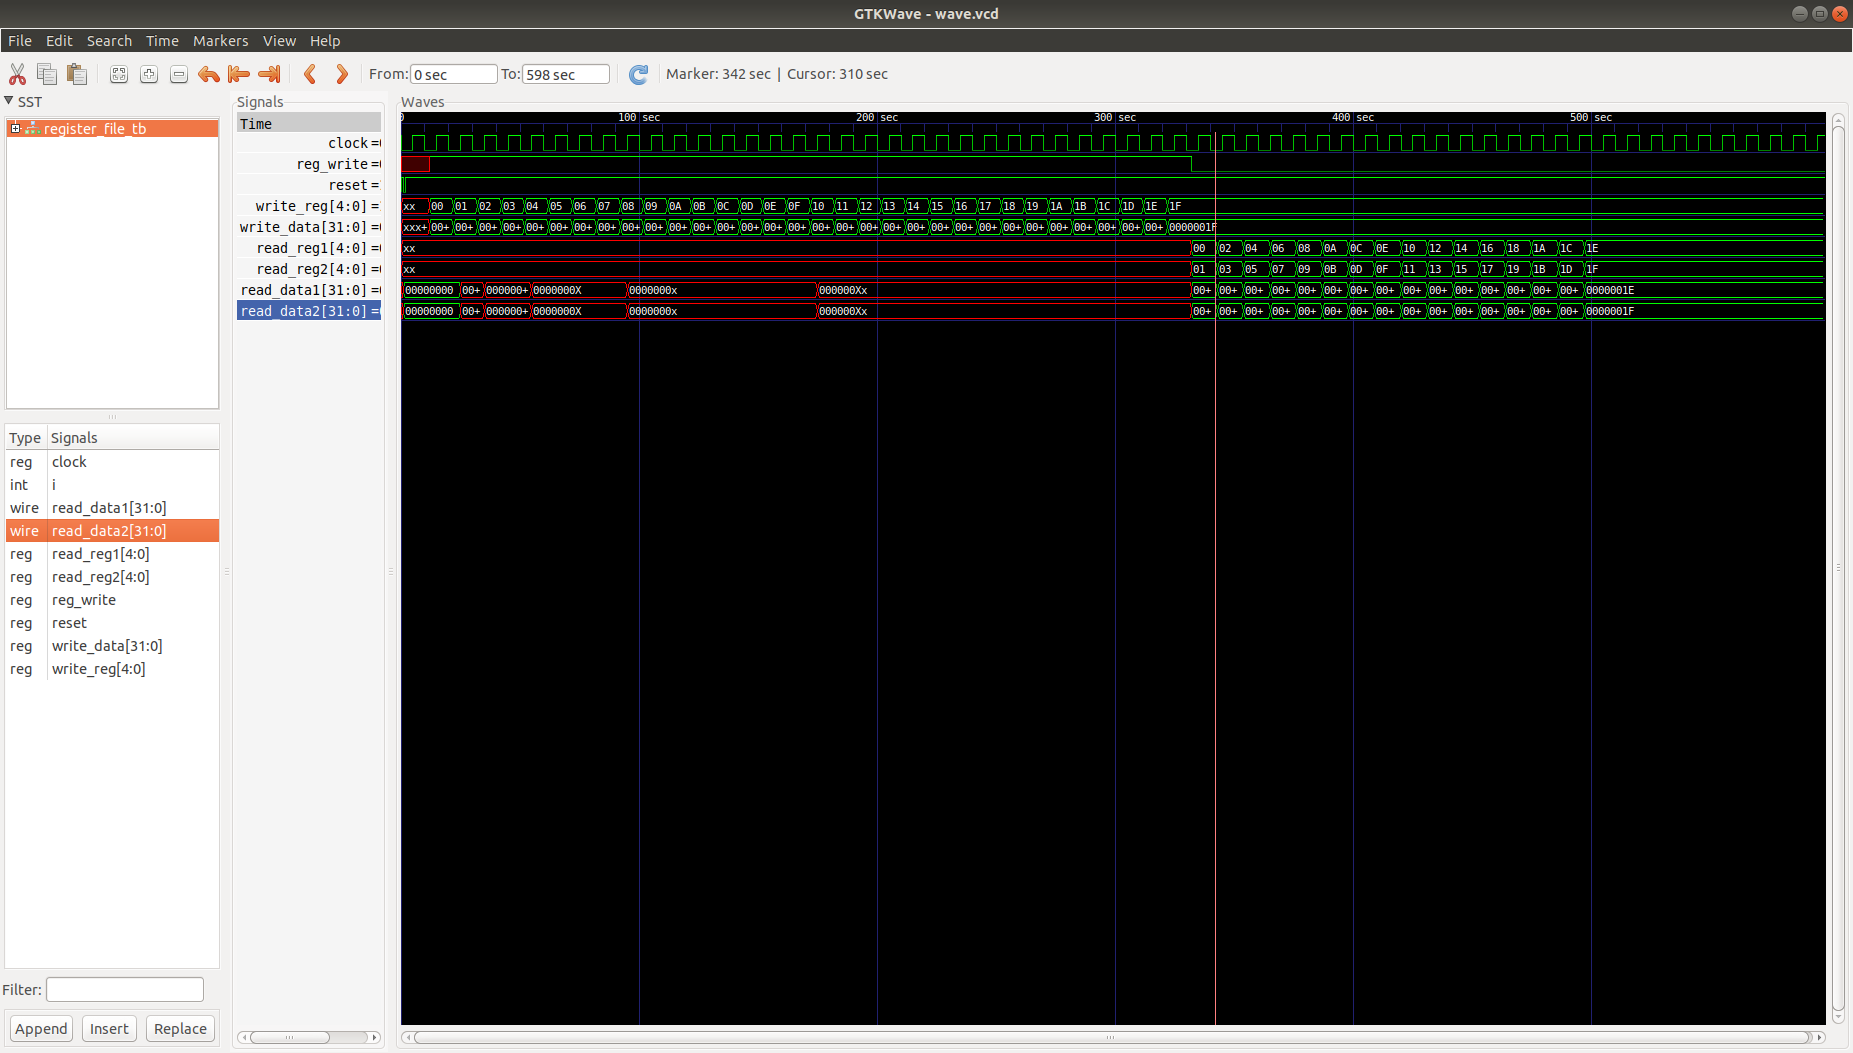 GTKWave - wave.vcd
File Edit Search Time Markers View Help
From: 0 sec To: 598 sec Marker: 342 sec | Cursor: 310 sec
SST
register_file_tb
Type Signals
reg clock
int i
wire read_data1[31:0]
wire read_data2[31:0]
reg read_reg1[4:0]
reg read_reg2[4:0]
reg reg_write
reg reset
reg write_data[31:0]
reg write_reg[4:0]
Filter:
Append Insert Replace
Signals
Time
clock =
reg_write =
reset =
write_reg[4:0] =
write_data[31:0] =
read_reg1[4:0] =
read_reg2[4:0] =
read_data1[31:0] =
read_data2[31:0] =
Waves
0 100 sec 200 sec 300 sec 400 sec 500 sec
xx 00 01 02 03 04 05 06 07 08 09 0A 0B 0C 0D 0E 0F 10 11 12 13 14 15 16 17 18 19 1A 1B 1C 1D 1E 1F
xxx+ 00+ 00+ 00+ 00+ 00+ 00+ 00+ 00+ 00+ 00+ 00+ 00+ 00+ 00+ 00+ 00+ 00+ 00+ 00+ 00+ 00+ 00+ 00+ 00+ 00+ 00+ 00+ 00+ 00+ 00+ 00+ 0000001F
xx 00 02 04 06 08 0A 0C 0E 10 12 14 16 18 1A 1C 1E
xx 01 03 05 07 09 0B 0D 0F 11 13 15 17 19 1B 1D 1F
00000000 00+ 000000+ 0000000X 0000000x 000000Xx 00+ 00+ 00+ 00+ 00+ 00+ 00+ 00+ 00+ 00+ 00+ 00+ 00+ 00+ 00+ 0000001E
00000000 00+ 000000+ 0000000X 0000000x 000000Xx 00+ 00+ 00+ 00+ 00+ 00+ 00+ 00+ 00+ 00+ 00+ 00+ 00+ 00+ 00+ 0000001F